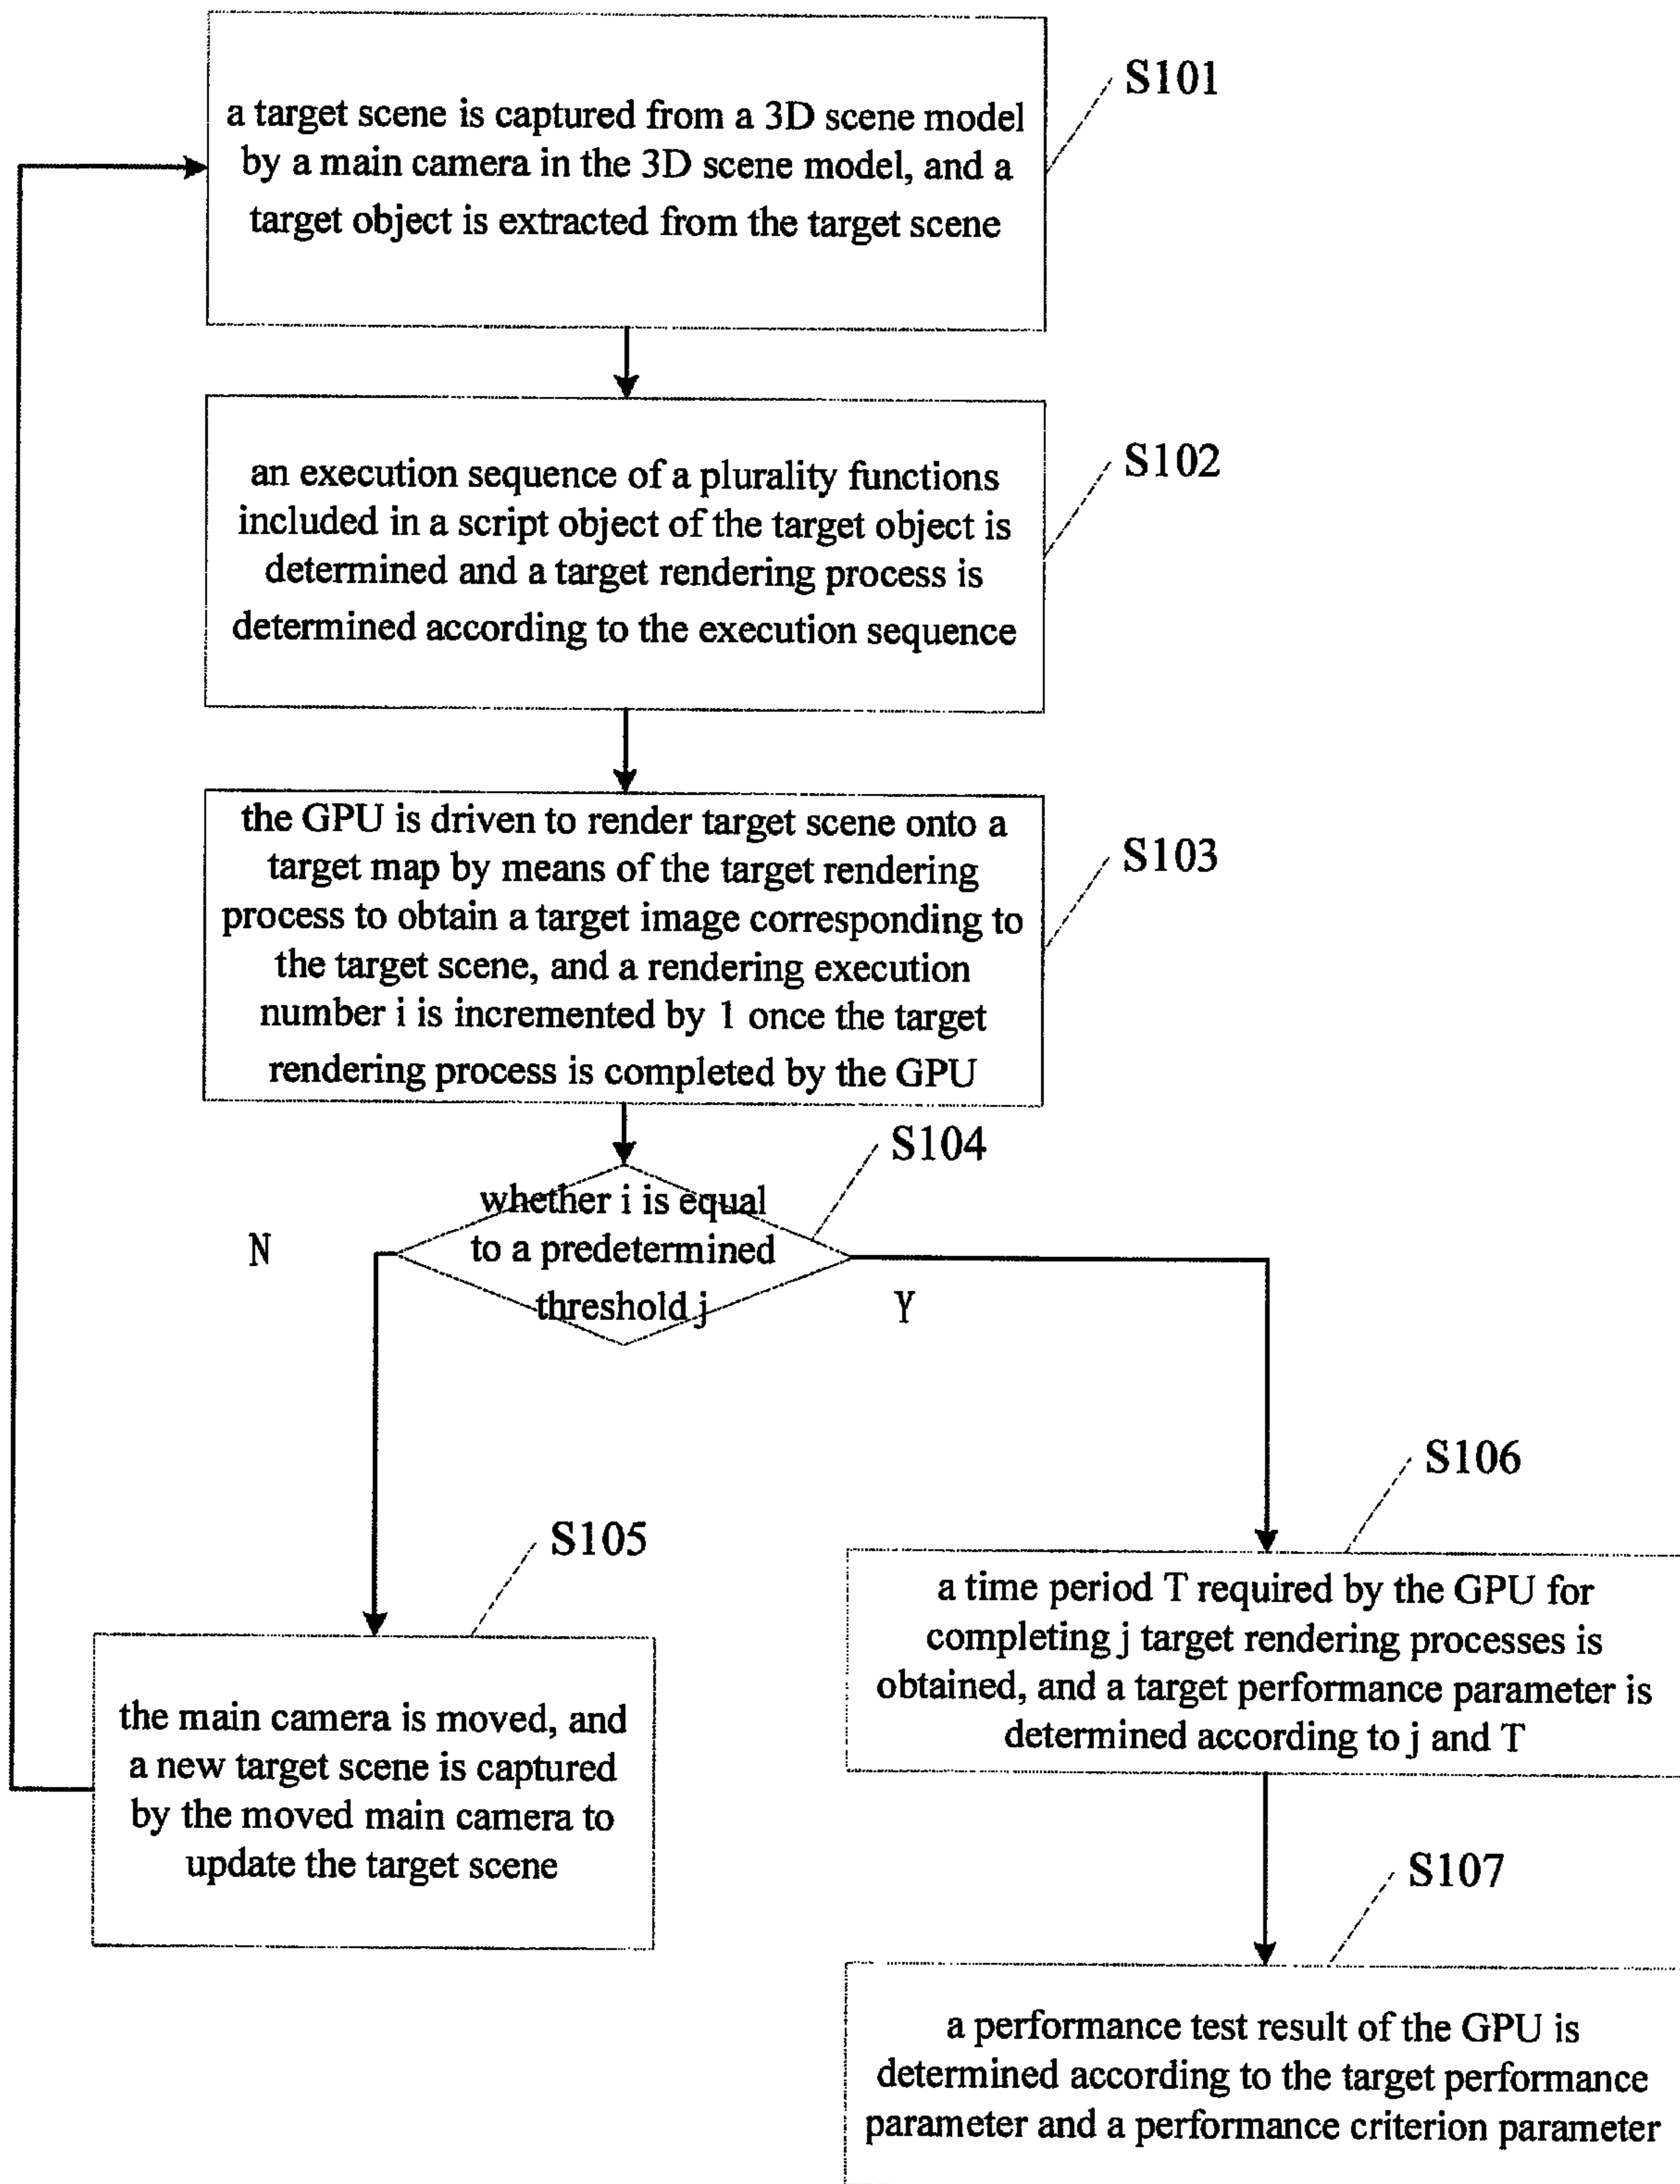 a target scene is captured from a 3D scene model
by a main camera in the 3D scene model, and a
target object is extracted from the target scene
S101
an execution sequence of a plurality functions
included in a script object of the target object is
determined and a target rendering process is
determined according to the execution sequence
S102
the GPU is driven to render target scene onto a
target map by means of the target rendering
process to obtain a target image corresponding to
the target scene, and a rendering execution
number i is incremented by 1 once the target
rendering process is completed by the GPU
S103
S104
whether i is equal
to a predetermined
threshold j
N
Y
S105
the main camera is moved, and
a new target scene is captured
by the moved main camera to
update the target scene
S106
a time period T required by the GPU for
completing j target rendering processes is
obtained, and a target performance parameter is
determined according to j and T
S107
a performance test result of the GPU is
determined according to the target performance
parameter and a performance criterion parameter